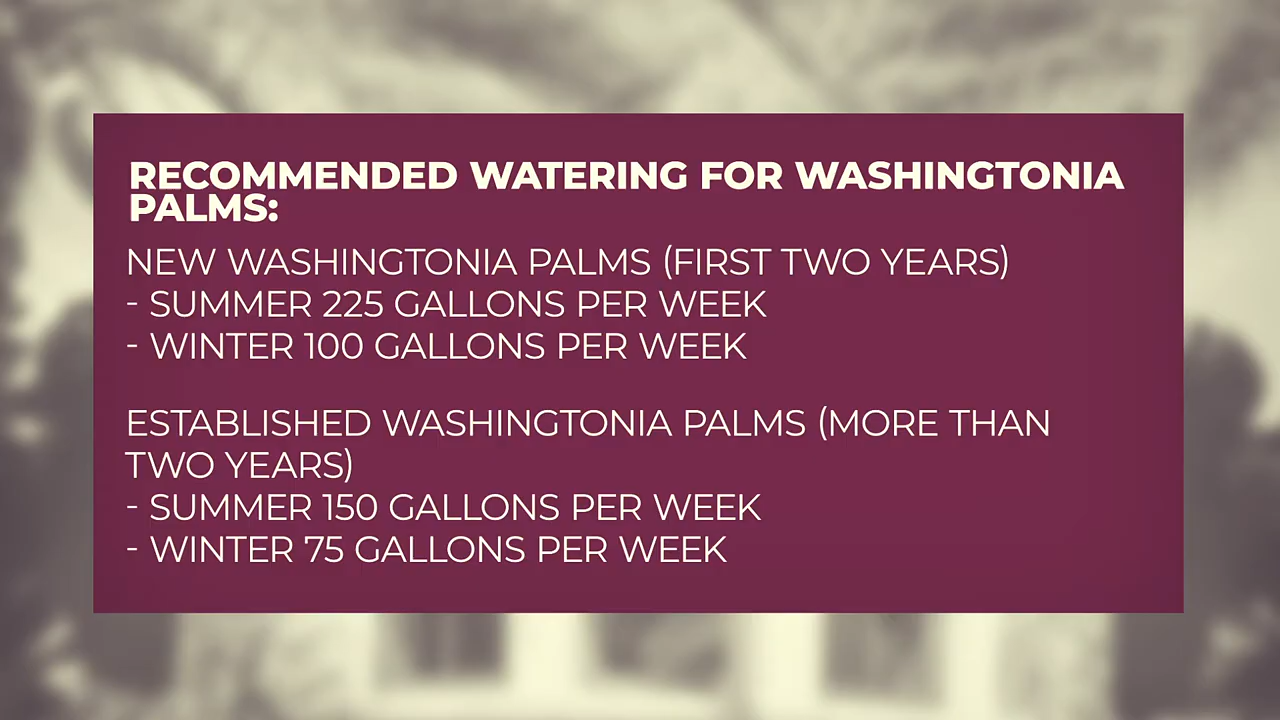 RECOMMENDED WATERING FOR WASHINGTONIA
PALMS:
NEW WASHINGTONIA PALMS (FIRST TWO YEARS)
- SUMMER 225 GALLONS PER WEEK
- WINTER 100 GALLONS PER WEEK
ESTABLISHED WASHINGTONIA PALMS (MORE THAN
TWO YEARS)
- SUMMER 150 GALLONS PER WEEK
- WINTER 75 GALLONS PER WEEK